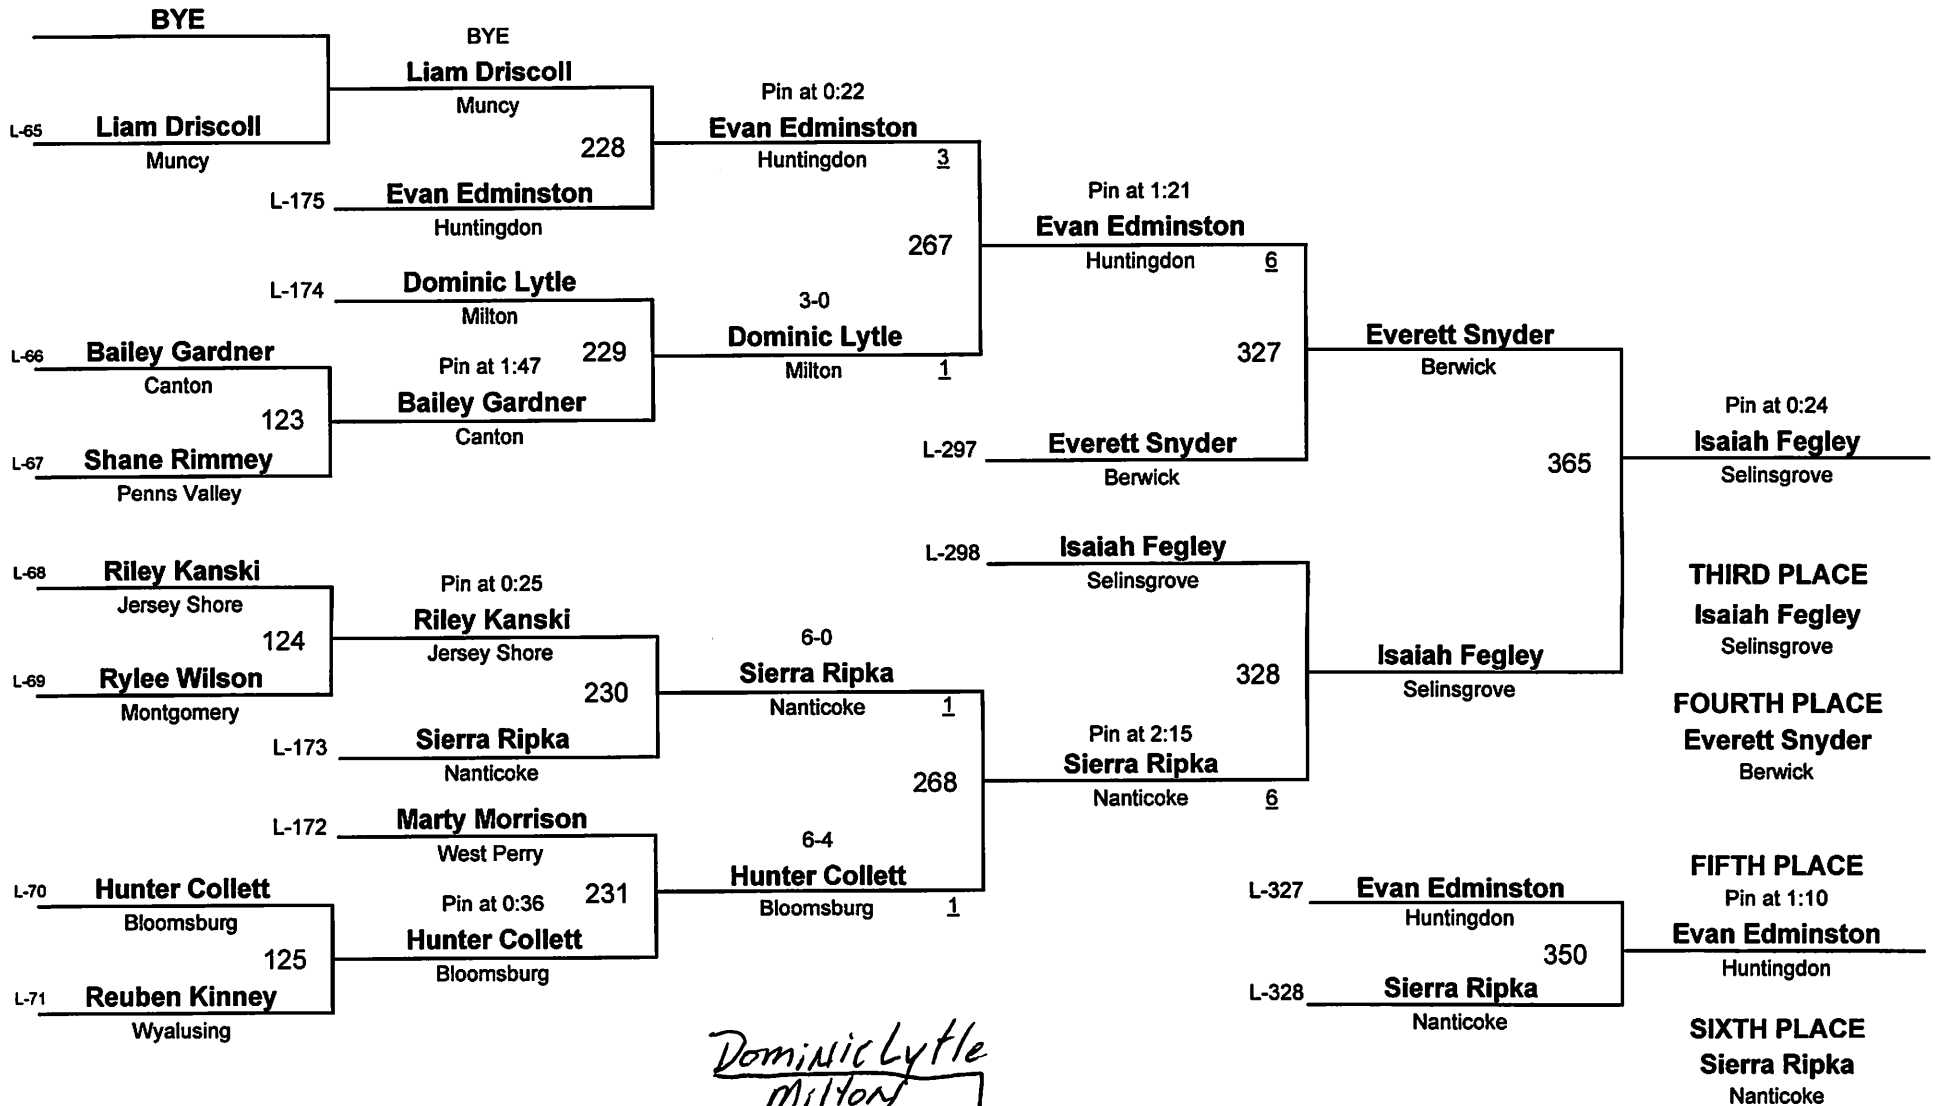 BYE
L-65 Liam Driscoll
Muncy
L-66 Bailey Gardner
Canton
123
L-67 Shane Rimmey
Penns Valley
L-68 Riley Kanski
Jersey Shore
124
L-69 Rylee Wilson
Montgomery
L-70 Hunter Collett
Bloomsburg
125
L-71 Reuben Kinney
Wyalusing
BYE
Liam Driscoll
Muncy
228
L-175 Evan Edminston
Huntingdon
L-174 Dominic Lytle
Milton
229
Pin at 1:47
Bailey Gardner
Canton
Pin at 0:25
Riley Kanski
Jersey Shore
230
L-173 Sierra Ripka
Nanticoke
L-172 Marty Morrison
West Perry
231
Pin at 0:36
Hunter Collett
Bloomsburg
Pin at 0:22
Evan Edminston
Huntingdon 3
267
3-0
Dominic Lytle
Milton 1
6-0
Sierra Ripka
Nanticoke 1
268
6-4
Hunter Collett
Bloomsburg 1
Dominic Lytle
Milton
Pin at 1:21
Evan Edminston
Huntingdon 6
327
L-297 Everett Snyder
Berwick
L-298 Isaiah Fegley
Selinsgrove
328
Pin at 2:15
Sierra Ripka
Nanticoke 6
Everett Snyder
Berwick
365
Isaiah Fegley
Selinsgrove
Pin at 0:24
Isaiah Fegley
Selinsgrove
THIRD PLACE
Isaiah Fegley
Selinsgrove
FOURTH PLACE
Everett Snyder
Berwick
L-327 Evan Edminston
Huntingdon
350
L-328 Sierra Ripka
Nanticoke
FIFTH PLACE
Pin at 1:10
Evan Edminston
Huntingdon
SIXTH PLACE
Sierra Ripka
Nanticoke